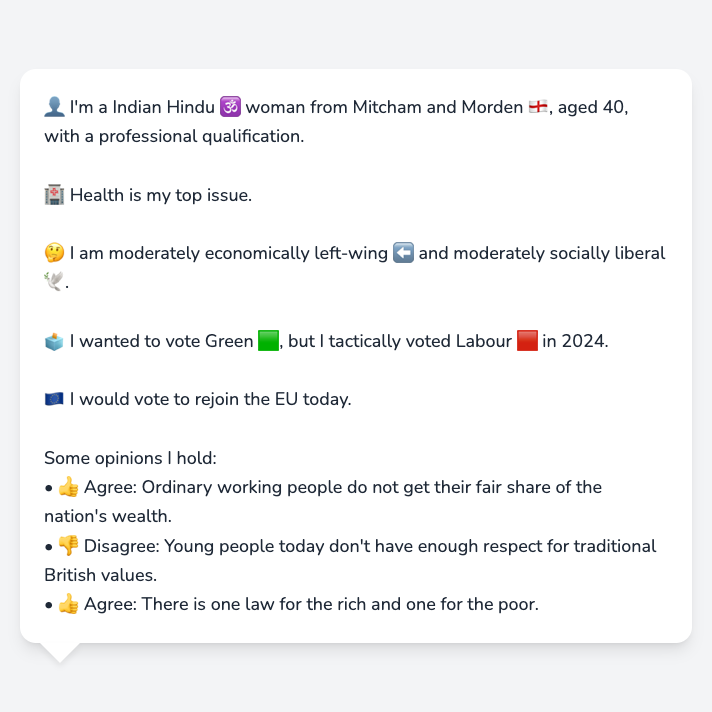 👤 I'm a Indian Hindu 🕉️ woman from Mitcham and Morden 🏴󠁧󠁢󠁥󠁮󠁧󠁿, aged 40,
with a professional qualification.
🏥 Health is my top issue.
🤔 I am moderately economically left-wing ⬅️ and moderately socially liberal
🕊️.
🗳️ I wanted to vote Green 🟩, but I tactically voted Labour 🟥 in 2024.
🇪🇺 I would vote to rejoin the EU today.
Some opinions I hold:
• 👍 Agree: Ordinary working people do not get their fair share of the
nation's wealth.
• 👎 Disagree: Young people today don't have enough respect for traditional
British values.
• 👍 Agree: There is one law for the rich and one for the poor.